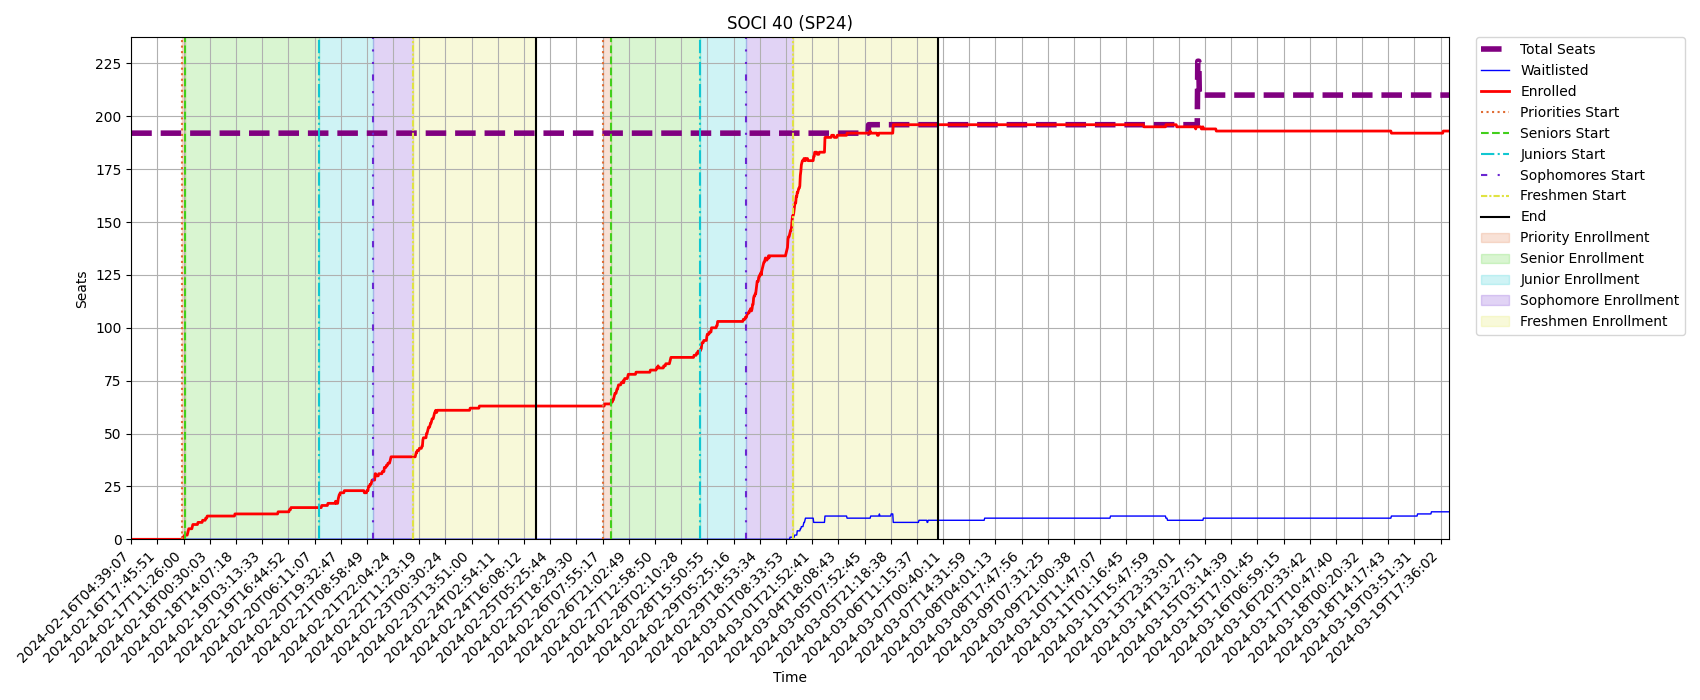 SOCI 40 (SP24)
Seats
225
200
175
150
125
100
75
50
25
0
2024-02-16T04:39:07
2024-02-16T17:45:51
2024-02-17T11:26:00
2024-02-18T00:30:03
2024-02-18T14:07:18
2024-02-19T03:13:33
2024-02-19T16:44:52
2024-02-20T06:11:07
2024-02-20T19:32:47
2024-02-21T08:58:49
2024-02-21T22:04:24
2024-02-22T11:23:19
2024-02-23T00:30:24
2024-02-23T13:51:00
2024-02-24T02:54:11
2024-02-24T16:08:12
2024-02-25T05:25:44
2024-02-25T18:29:30
2024-02-26T07:55:17
2024-02-26T21:02:49
2024-02-27T12:58:50
2024-02-28T02:10:28
2024-02-28T15:50:55
2024-02-29T05:25:16
2024-02-29T18:53:34
2024-03-01T08:33:53
2024-03-01T21:52:41
2024-03-04T18:08:43
2024-03-05T07:52:45
2024-03-05T21:18:38
2024-03-06T11:15:37
2024-03-07T00:40:11
2024-03-07T14:31:59
2024-03-08T04:01:13
2024-03-08T17:47:56
2024-03-09T07:31:25
2024-03-09T21:00:38
2024-03-10T11:47:07
2024-03-11T01:16:45
2024-03-11T15:47:59
2024-03-13T23:33:01
2024-03-14T13:27:51
2024-03-15T03:14:39
2024-03-15T17:01:45
2024-03-16T06:59:15
2024-03-16T20:33:42
2024-03-17T10:47:40
2024-03-18T00:20:32
2024-03-18T14:17:43
2024-03-19T03:51:31
2024-03-19T17:36:02
Time
Total Seats
Waitlisted
Enrolled
Priorities Start
Seniors Start
Juniors Start
Sophomores Start
Freshmen Start
End
Priority Enrollment
Senior Enrollment
Junior Enrollment
Sophomore Enrollment
Freshmen Enrollment